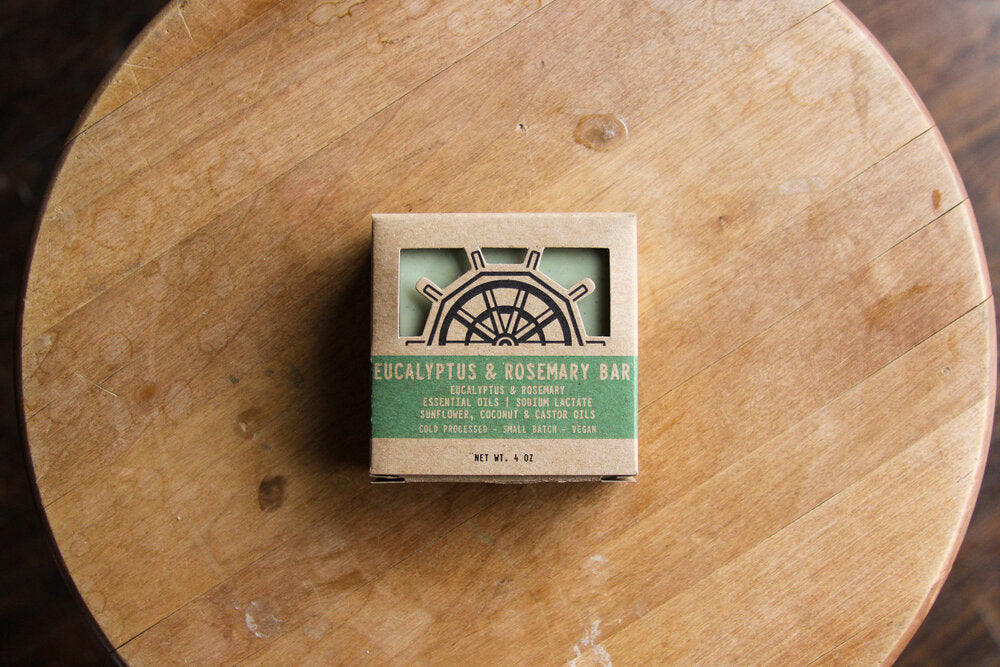 EUCALYPTUS & ROSEMARY BAR
EUCALYPTUS & ROSEMARY
ESSENTIAL OILS | SODIUM LACTATE
SUNFLOWER, COCONUT & CASTOR OILS
COLD PROCESSED - SMALL BATCH - VEGAN
NET WT. 4 OZ